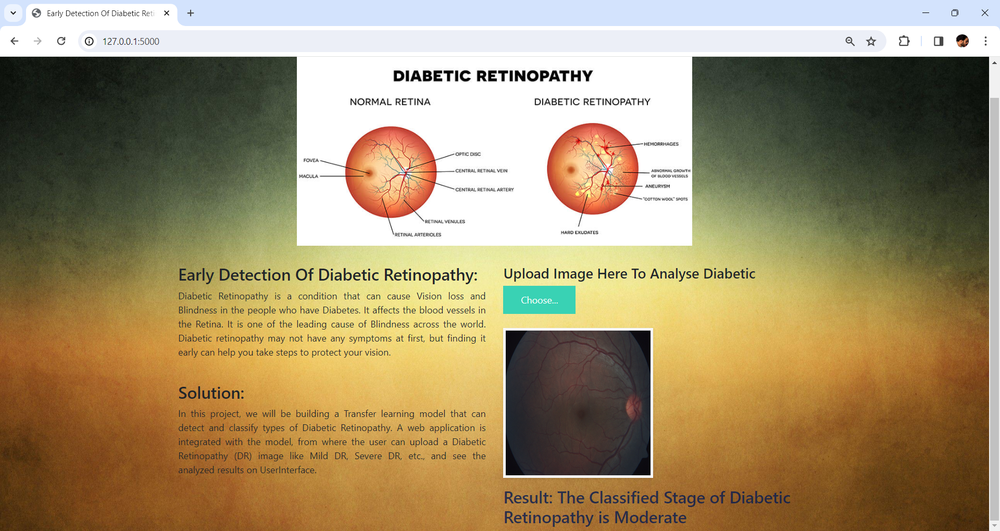 Early Detection Of Diabetic Reti
127.0.0.1:5000
DIABETIC RETINOPATHY
NORMAL RETINA
DIABETIC RETINOPATHY
FOVEA
MACULA
OPTIC DISC
CENTRAL RETINAL VEIN
CENTRAL RETINAL ARTERY
RETINAL VENULES
RETINAL ARTERIOLES
HEMORRHAGES
ABNORMAL GROWTH
OF BLOOD VESSELS
ANEURYSM
"COTTON WOOL" SPOTS
HARD EXUDATES
Early Detection Of Diabetic Retinopathy:
Diabetic Retinopathy is a condition that can cause Vision loss and
Blindness in the people who have Diabetes. It affects the blood vessels in
the Retina. It is one of the leading cause of Blindness across the world.
Diabetic retinopathy may not have any symptoms at first, but finding it
early can help you take steps to protect your vision.
Solution:
In this project, we will be building a Transfer learning model that can
detect and classify types of Diabetic Retinopathy. A web application is
integrated with the model, from where the user can upload a Diabetic
Retinopathy (DR) image like Mild DR, Severe DR, etc., and see the
analyzed results on UserInterface.
Upload Image Here To Analyse Diabetic
Choose...
Result: The Classified Stage of Diabetic
Retinopathy is Moderate